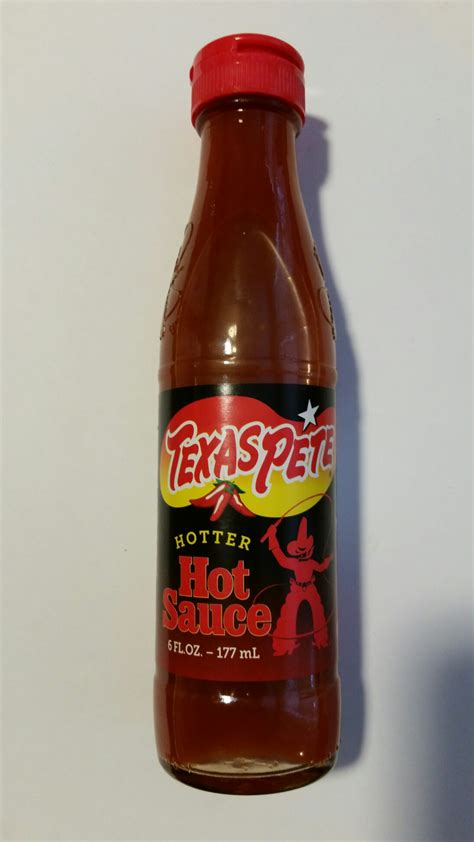 TEXAS PETE
HOTTER
Hot
Sauce
6 FL.OZ. – 177 mL